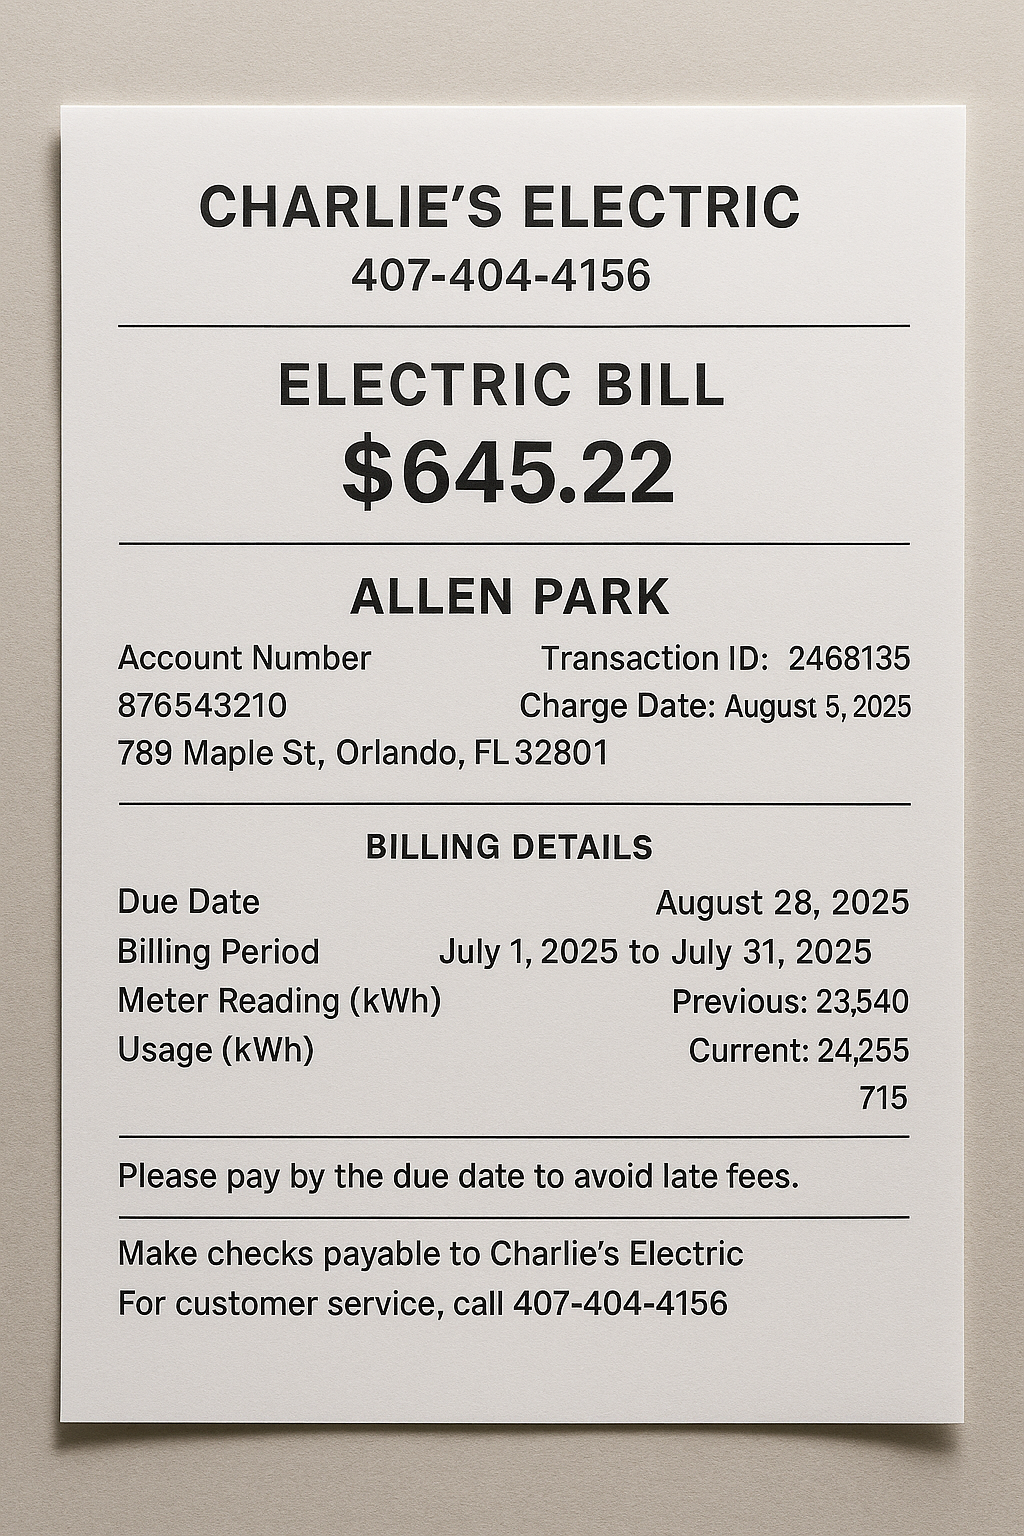 CHARLIE'S ELECTRIC
407-404-4156
ELECTRIC BILL
$645.22
ALLEN PARK
Account Number Transaction ID: 2468135
876543210 Charge Date: August 5, 2025
789 Maple St, Orlando, FL 32801
BILLING DETAILS
Due Date August 28, 2025
Billing Period July 1, 2025 to July 31, 2025
Meter Reading (kWh) Previous: 23,540
Usage (kWh) Current: 24,255
715
Please pay by the due date to avoid late fees.
Make checks payable to Charlie's Electric
For customer service, call 407-404-4156